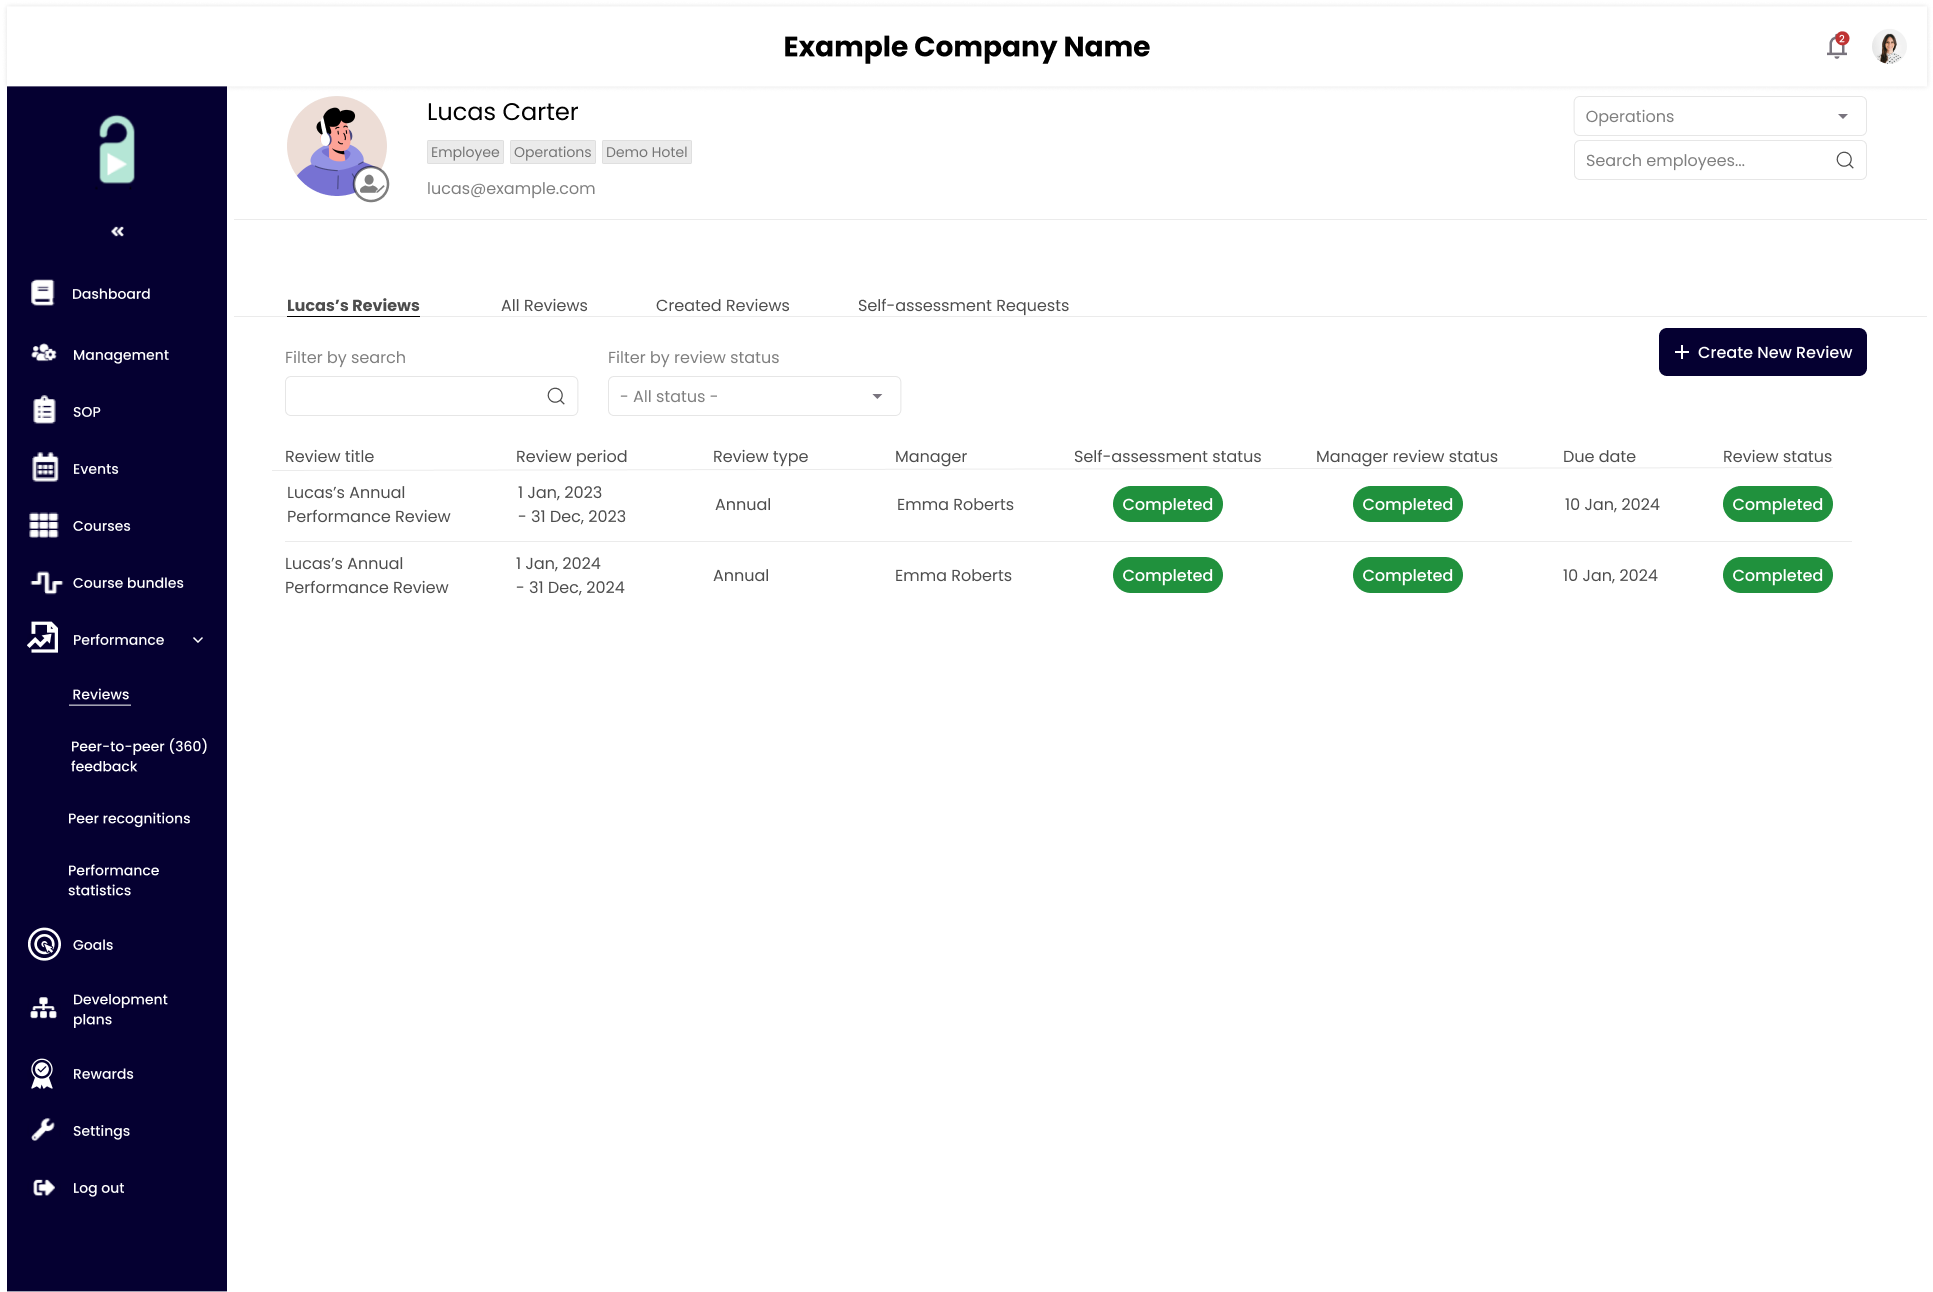 Example Company Name
2
Lucas Carter
Employee Operations Demo Hotel
lucas@example.com
Operations
Search employees...
«
Dashboard
Management
SOP
Events
Courses
Course bundles
Performance
Reviews
Peer-to-peer (360)
feedback
Peer recognitions
Performance
statistics
Goals
Development
plans
Rewards
Settings
Log out
Lucas’s Reviews All Reviews Created Reviews Self-assessment Requests
Filter by search Filter by review status
- All status -
+ Create New Review
Review title Review period Review type Manager Self-assessment status Manager review status Due date Review status
Lucas’s Annual 1 Jan, 2023
Performance Review - 31 Dec, 2023 Annual Emma Roberts Completed Completed 10 Jan, 2024 Completed
Lucas’s Annual 1 Jan, 2024
Performance Review - 31 Dec, 2024 Annual Emma Roberts Completed Completed 10 Jan, 2024 Completed